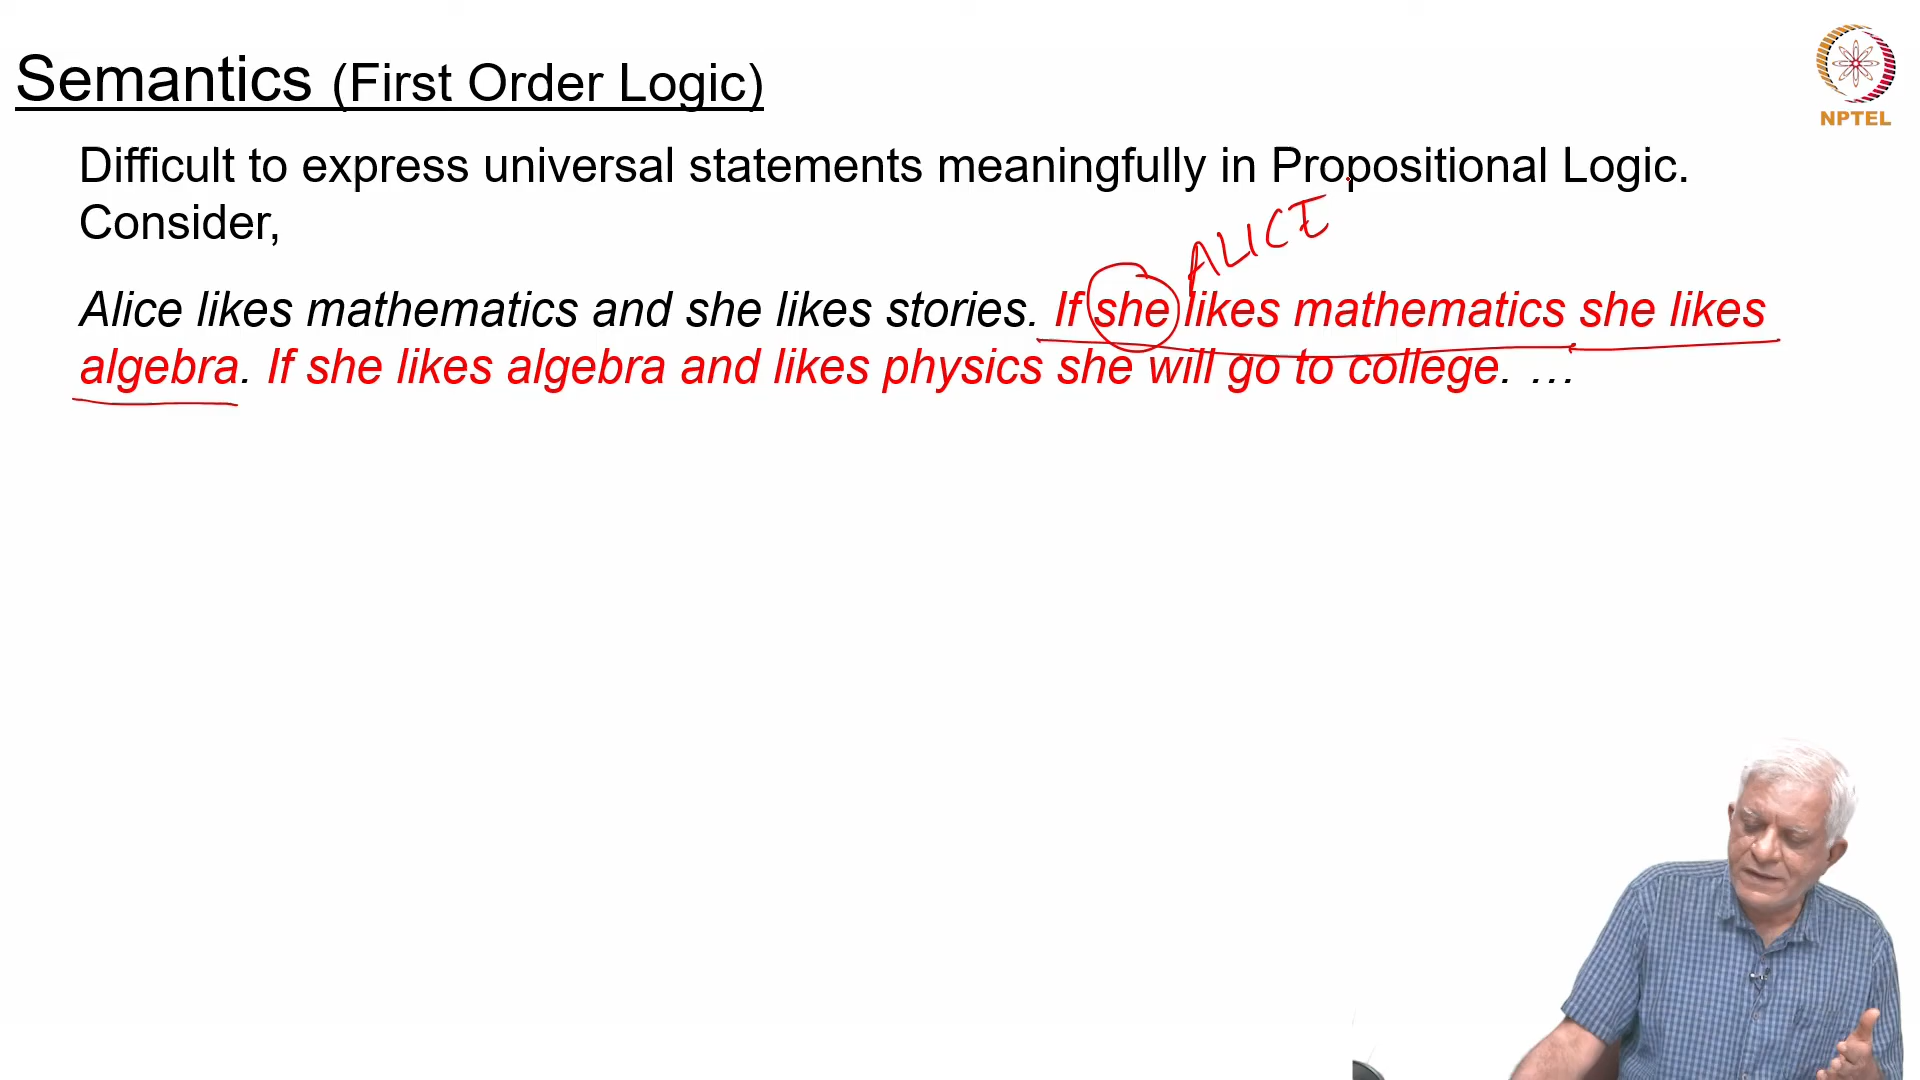 Semantics (First Order Logic)
NPTEL
Difficult to express universal statements meaningfully in Propositional Logic.
Consider,
ALICE
Alice likes mathematics and she likes stories. If she likes mathematics she likes
algebra. If she likes algebra and likes physics she will go to college. …